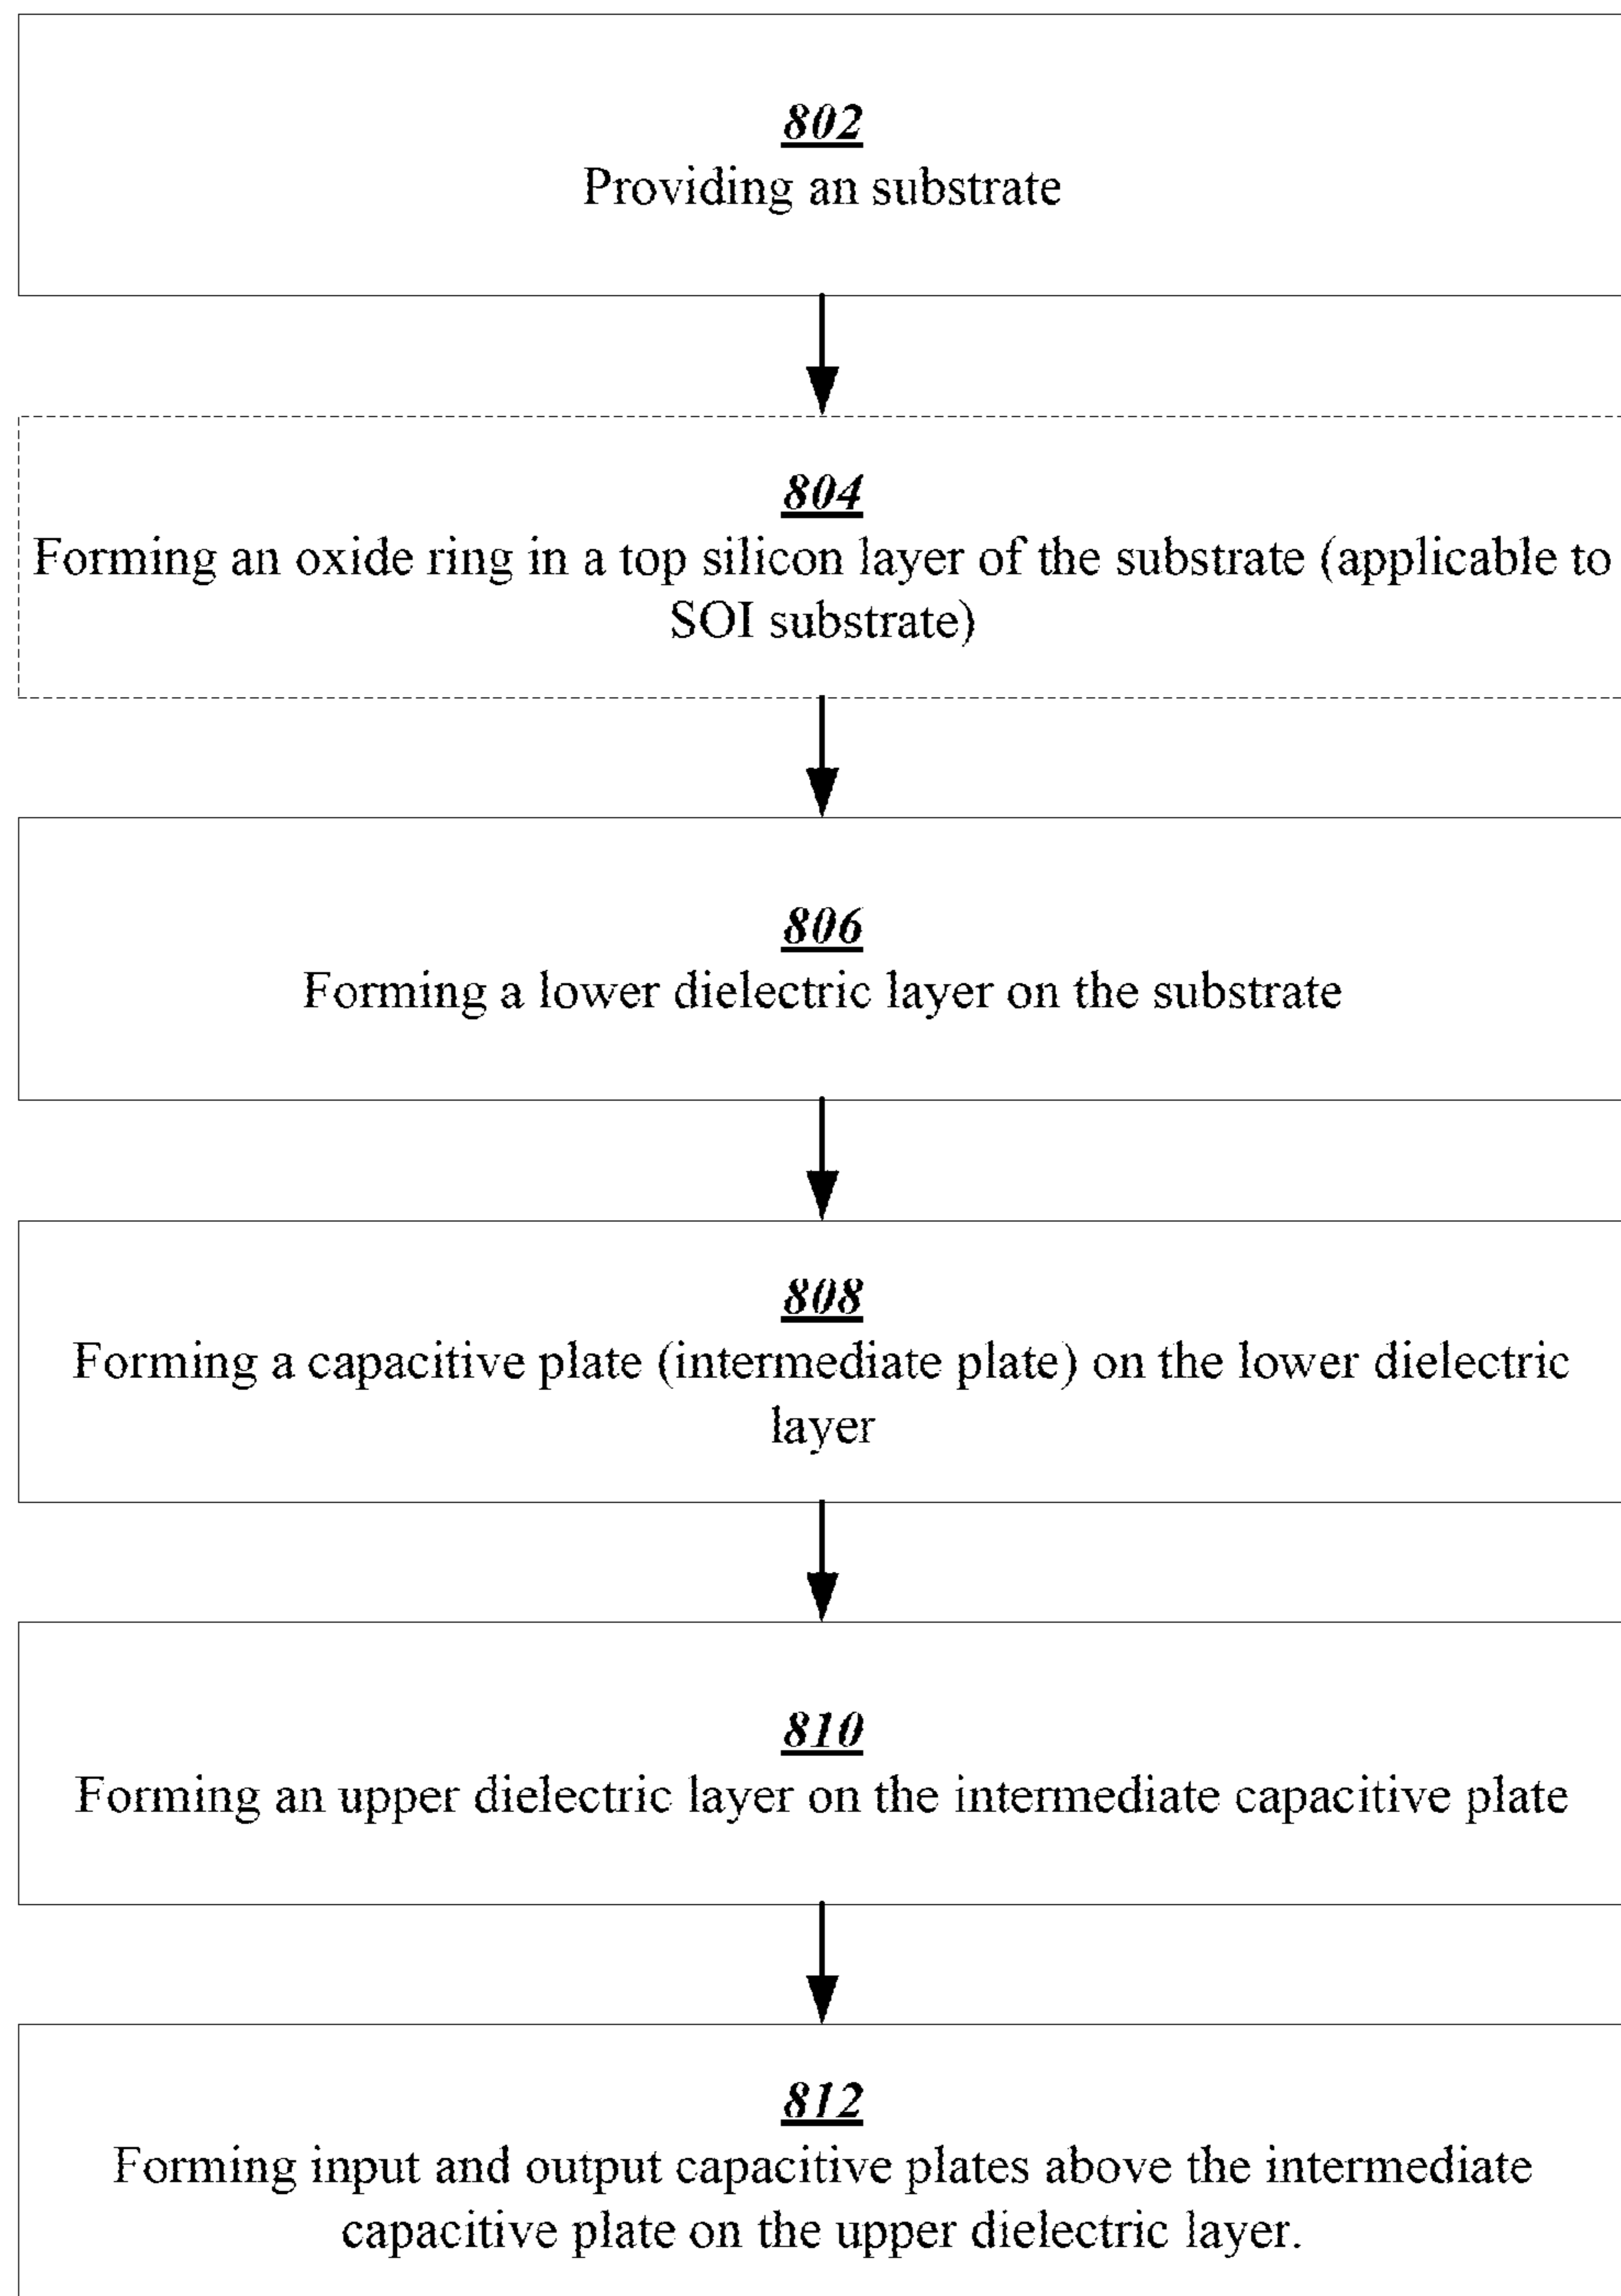 802
Providing an substrate
804
Forming an oxide ring in a top silicon layer of the substrate (applicable to
SOI substrate)
806
Forming a lower dielectric layer on the substrate
808
Forming a capacitive plate (intermediate plate) on the lower dielectric
layer
810
Forming an upper dielectric layer on the intermediate capacitive plate
812
Forming input and output capacitive plates above the intermediate
capacitive plate on the upper dielectric layer.